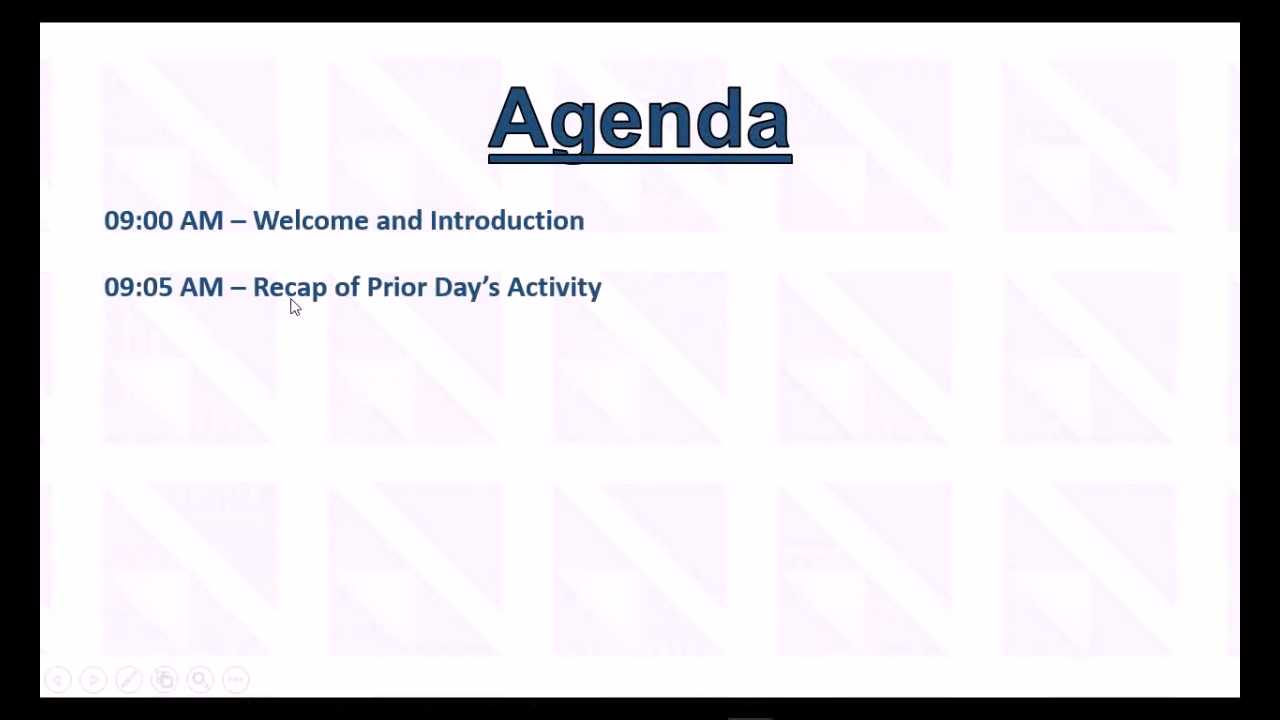 Agenda
09:00 AM – Welcome and Introduction
09:05 AM – Recap of Prior Day’s Activity